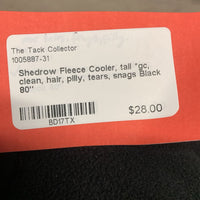 The Tack Collector
1005887-31
Shedrow Fleece Cooler, tall *gc,
clean, hair, pilly, tears, snags Black
80"
$28.00
BD17TX